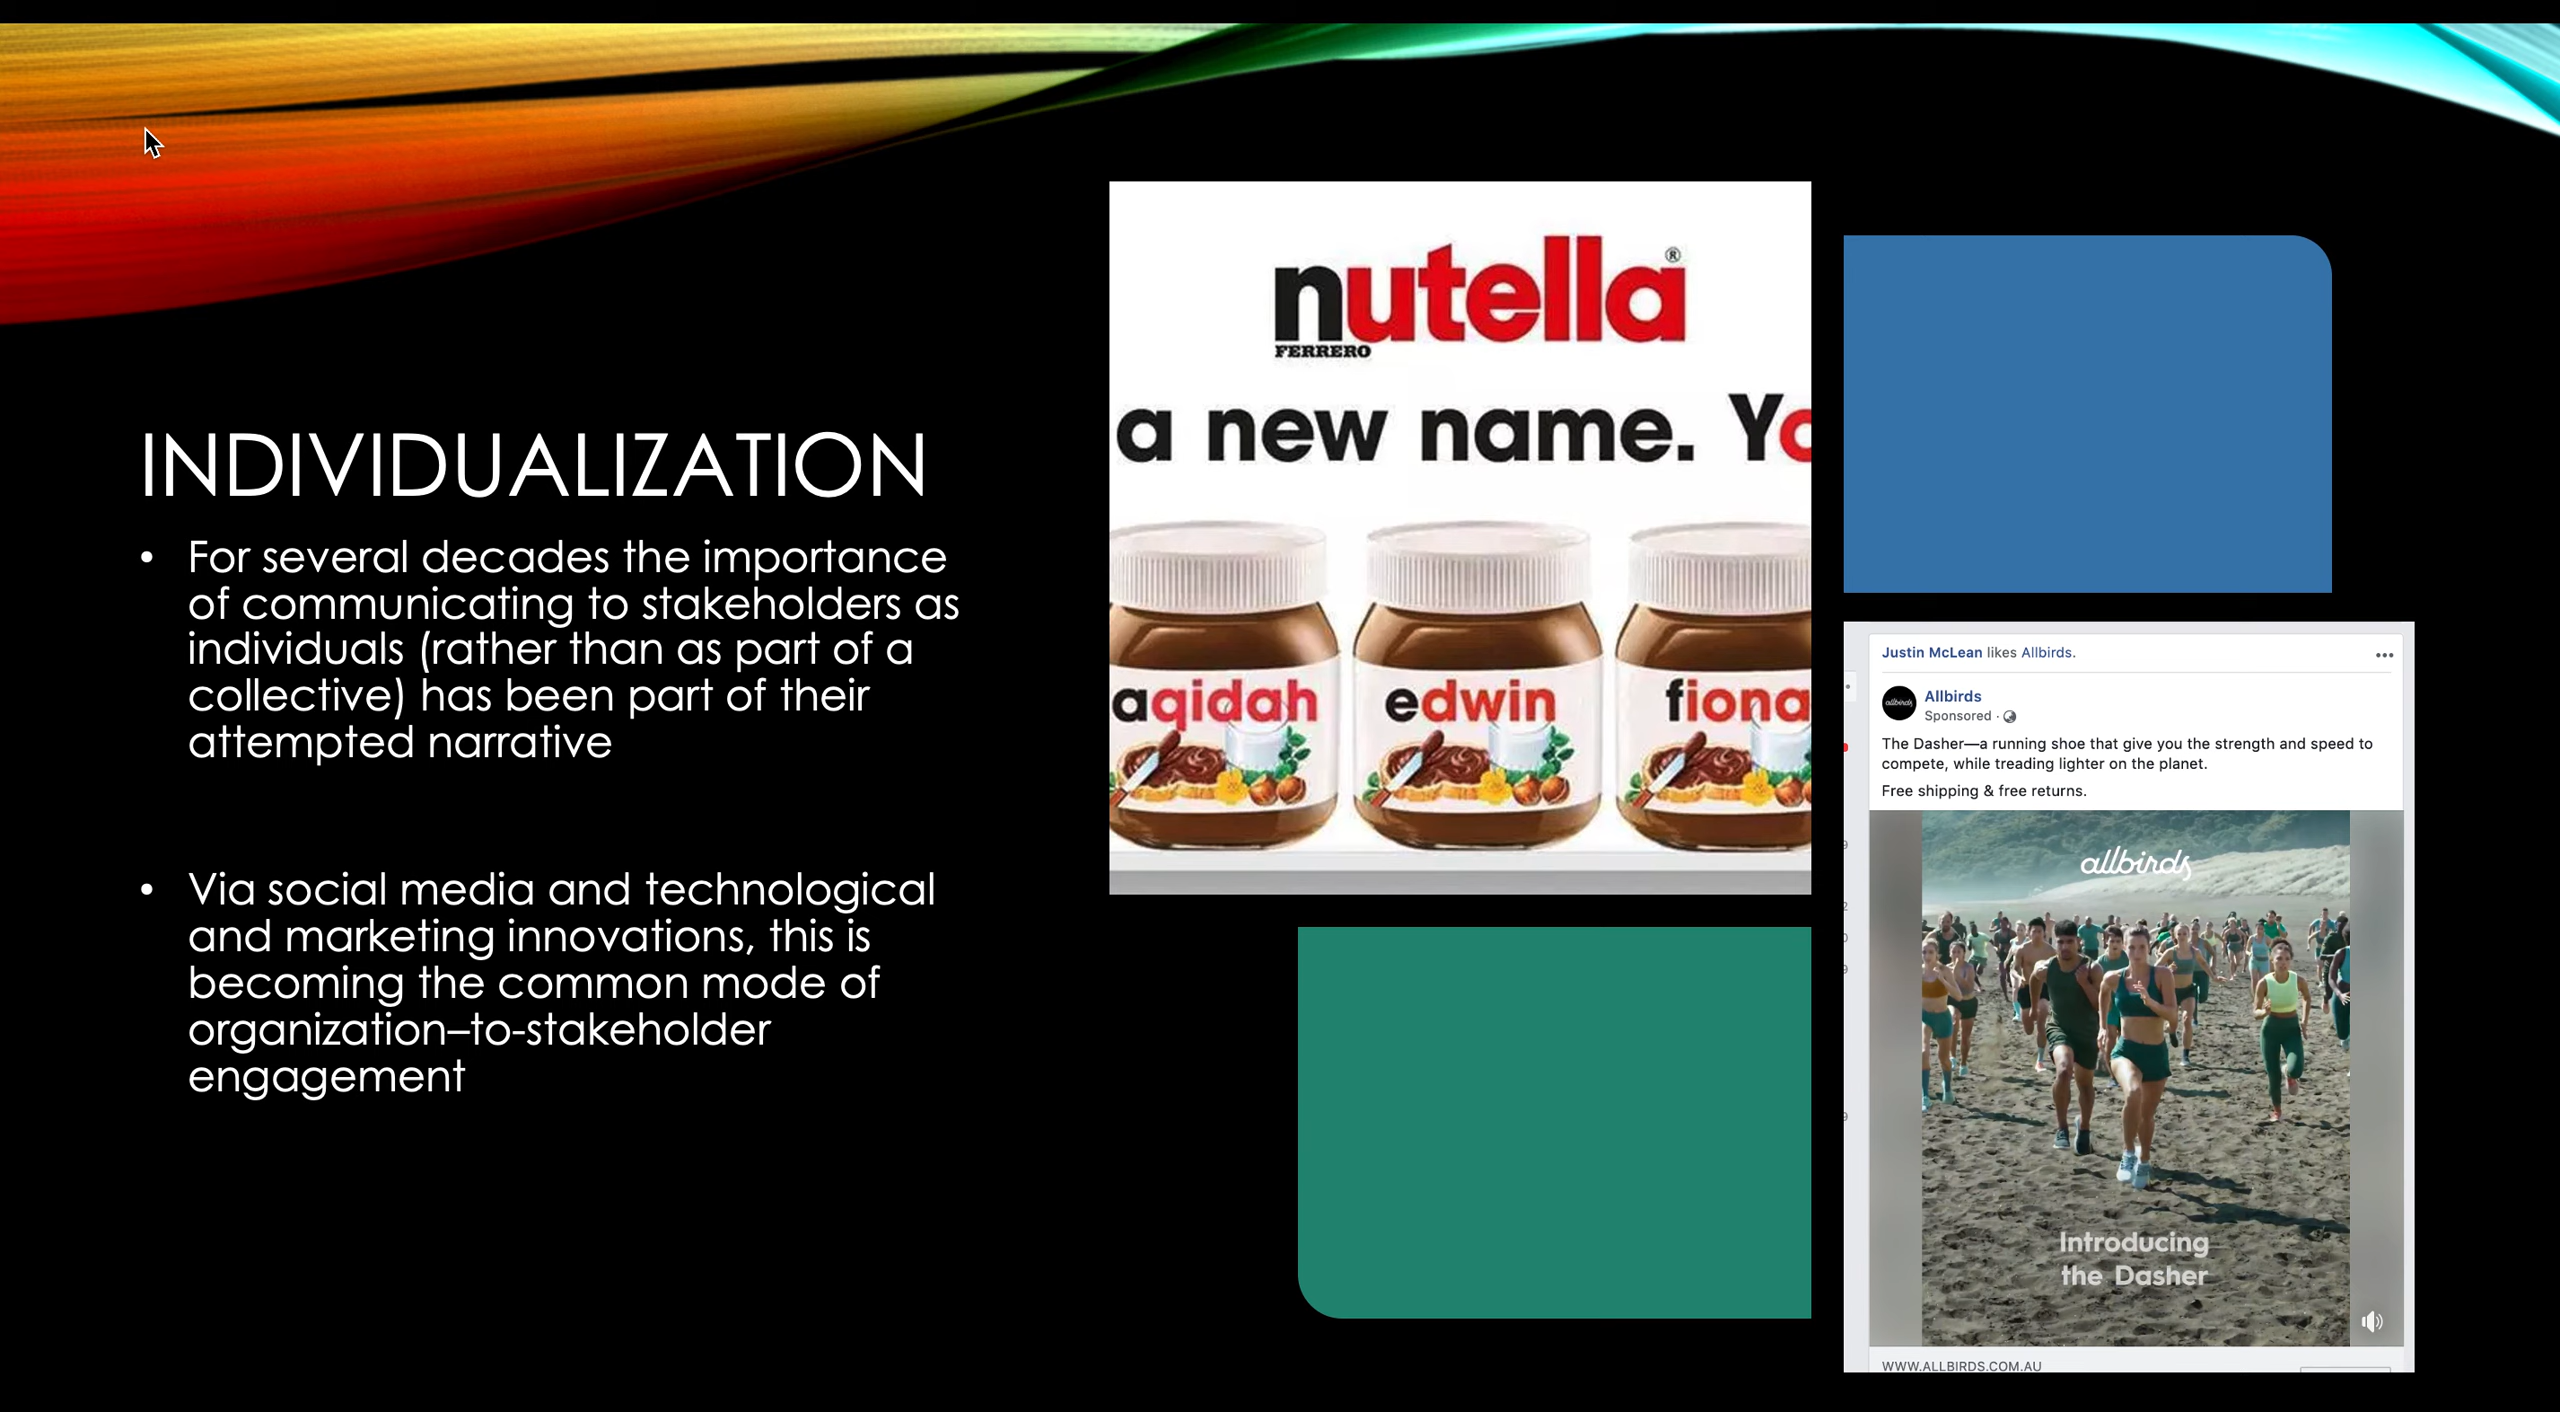 INDIVIDUALIZATION
• For several decades the importance
of communicating to stakeholders as
individuals (rather than as part of a
collective) has been part of their
attempted narrative
• Via social media and technological
and marketing innovations, this is
becoming the common mode of
organization–to-stakeholder
engagement
nutella®
FERRERO
a new name. Yo
aqidah
edwin
fiona
Justin McLean likes Allbirds.
allbirds
Allbirds
Sponsored ·
The Dasher—a running shoe that give you the strength and speed to
compete, while treading lighter on the planet.
Free shipping & free returns.
allbirds
Introducing
the Dasher
WWW.ALLBIRDS.COM.AU